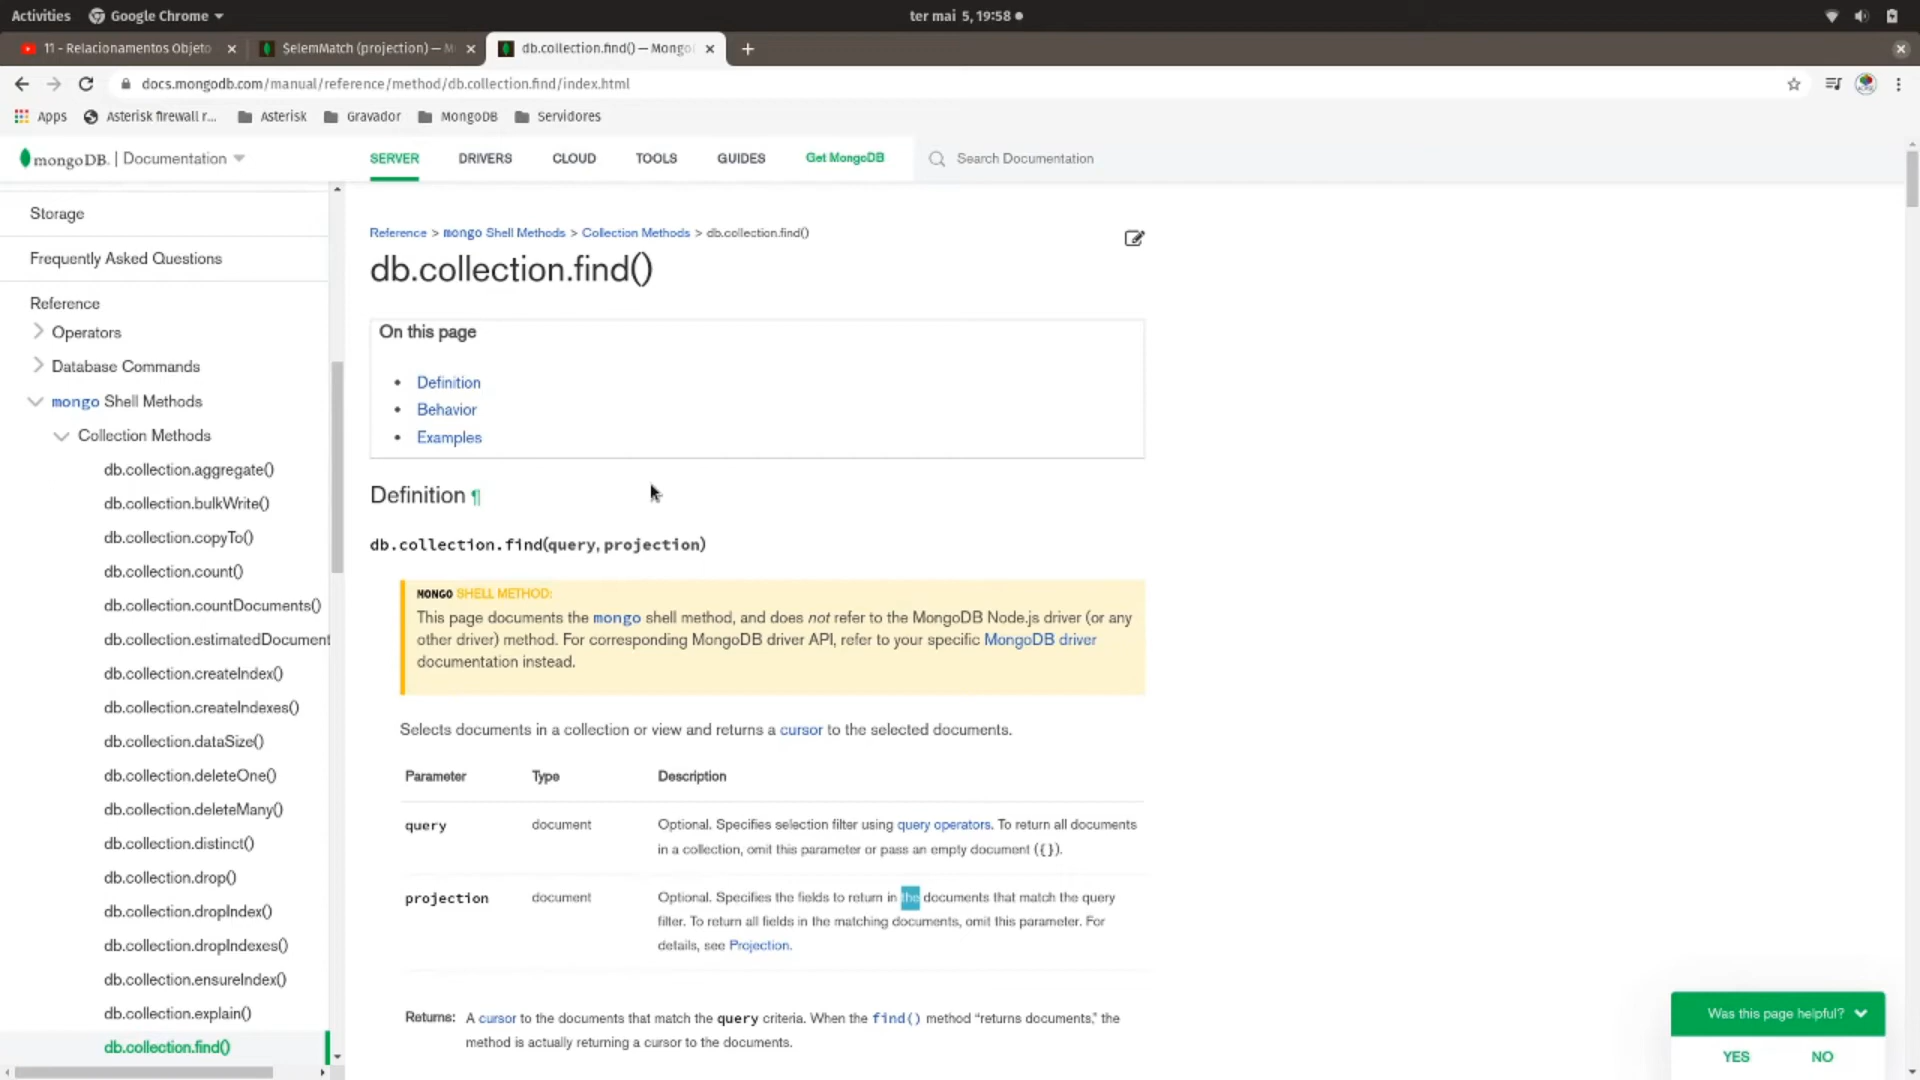 Activities Google Chrome ter mai 5, 19:58
11 - Relacionamentos Objeto $elemMatch (projection) — M db.collection.find() — Mongo
docs.mongodb.com/manual/reference/method/db.collection.find/index.html
Apps Asterisk firewall r... Asterisk Gravador MongoDB Servidores
mongoDB. | Documentation SERVER DRIVERS CLOUD TOOLS GUIDES Get MongoDB Search Documentation
Storage
Frequently Asked Questions
Reference
Operators
Database Commands
mongo Shell Methods
Collection Methods
db.collection.aggregate()
db.collection.bulkWrite()
db.collection.copyTo()
db.collection.count()
db.collection.countDocuments()
db.collection.estimatedDocument
db.collection.createIndex()
db.collection.createIndexes()
db.collection.dataSize()
db.collection.deleteOne()
db.collection.deleteMany()
db.collection.distinct()
db.collection.drop()
db.collection.dropIndex()
db.collection.dropIndexes()
db.collection.ensureIndex()
db.collection.explain()
db.collection.find()
Reference > mongo Shell Methods > Collection Methods > db.collection.find()
db.collection.find()
On this page
• Definition
• Behavior
• Examples
Definition ¶
db.collection.find(query, projection)
MONGO SHELL METHOD:
This page documents the mongo shell method, and does not refer to the MongoDB Node.js driver (or any
other driver) method. For corresponding MongoDB driver API, refer to your specific MongoDB driver
documentation instead.
Selects documents in a collection or view and returns a cursor to the selected documents.
Parameter Type Description
query document Optional. Specifies selection filter using query operators. To return all documents
in a collection, omit this parameter or pass an empty document ({}).
projection document Optional. Specifies the fields to return in the documents that match the query
filter. To return all fields in the matching documents, omit this parameter. For
details, see Projection.
Returns: A cursor to the documents that match the query criteria. When the find() method “returns documents,” the
method is actually returning a cursor to the documents.
Was this page helpful?
YES NO